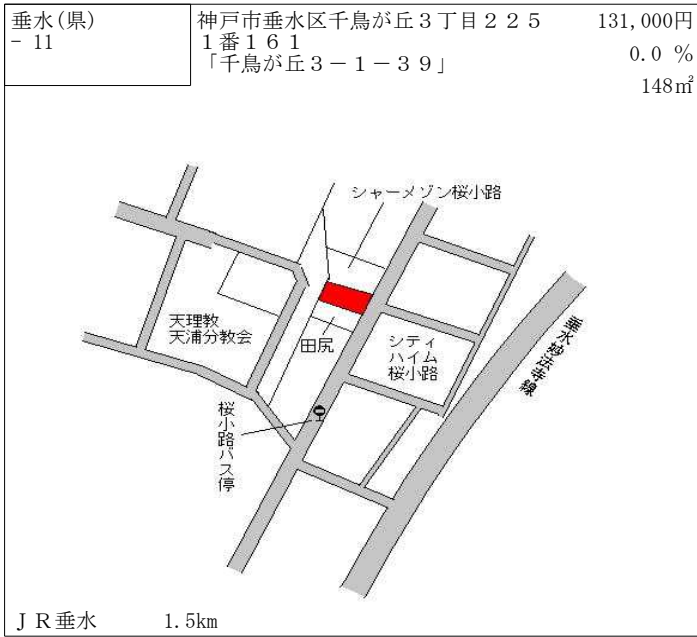 垂水(県)
- 11
神戸市垂水区千鳥が丘３丁目２２５
１番１６１
「千鳥が丘３－１－３９」
131,000円
0.0 %
148㎡
シャーメゾン桜小路
天理教
天浦分教会
田尻
シティ
ハイム
桜小路
垂水妙法寺線
桜小路バス停
ＪＲ垂水 1.5km